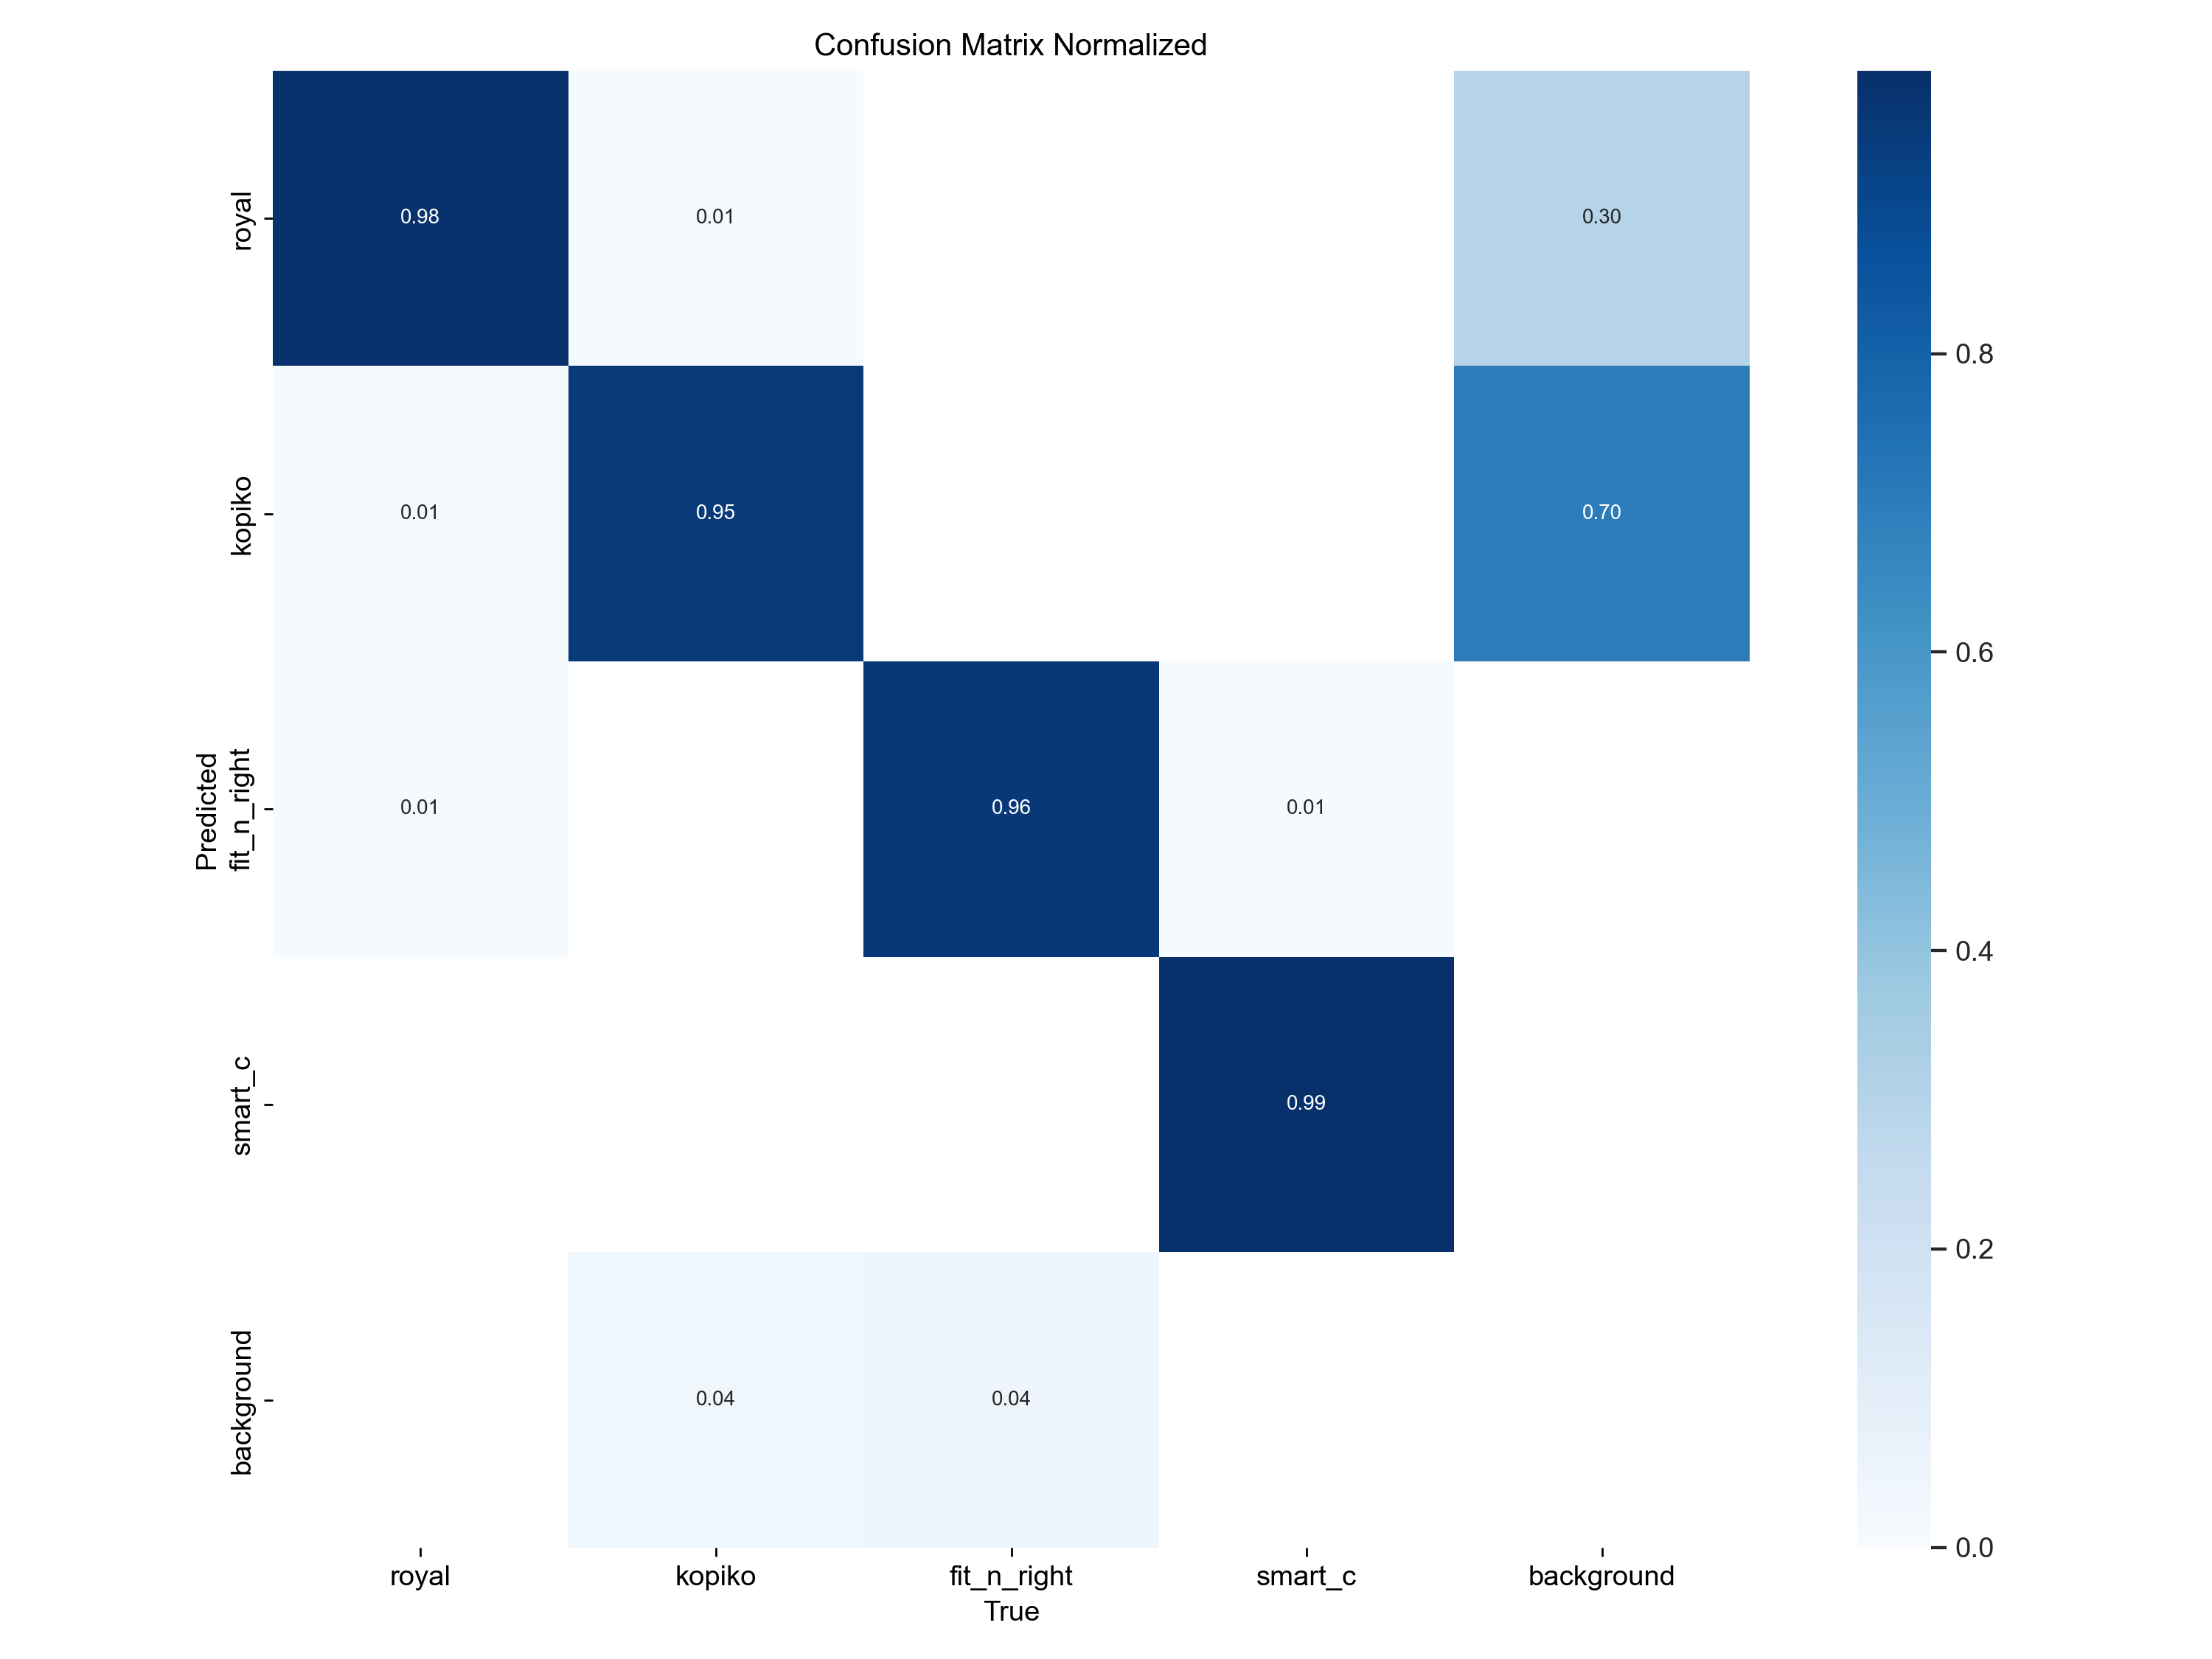 Confusion Matrix Normalized
royal
0.98
0.01
0.30
kopiko
0.01
0.95
0.70
Predicted
fit_n_right
0.01
0.96
0.01
smart_c
0.99
background
0.04
0.04
royal
kopiko
fit_n_right
smart_c
background
True
0.8
0.6
0.4
0.2
0.0